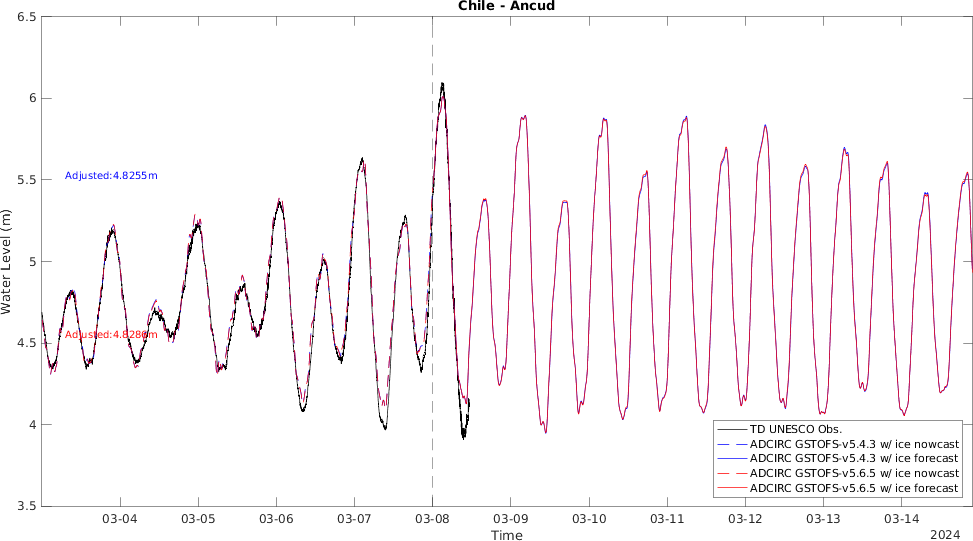 Chile - Ancud
6.5
6
5.5
5
4.5
4
3.5
Water Level (m)
Adjusted:4.8255m
Adjusted:4.8286m
TD UNESCO Obs.
ADCIRC GSTOFS-v5.4.3 w/ ice nowcast
ADCIRC GSTOFS-v5.4.3 w/ ice forecast
ADCIRC GSTOFS-v5.6.5 w/ ice nowcast
ADCIRC GSTOFS-v5.6.5 w/ ice forecast
03-04 03-05 03-06 03-07 03-08 03-09 03-10 03-11 03-12 03-13 03-14
Time
2024